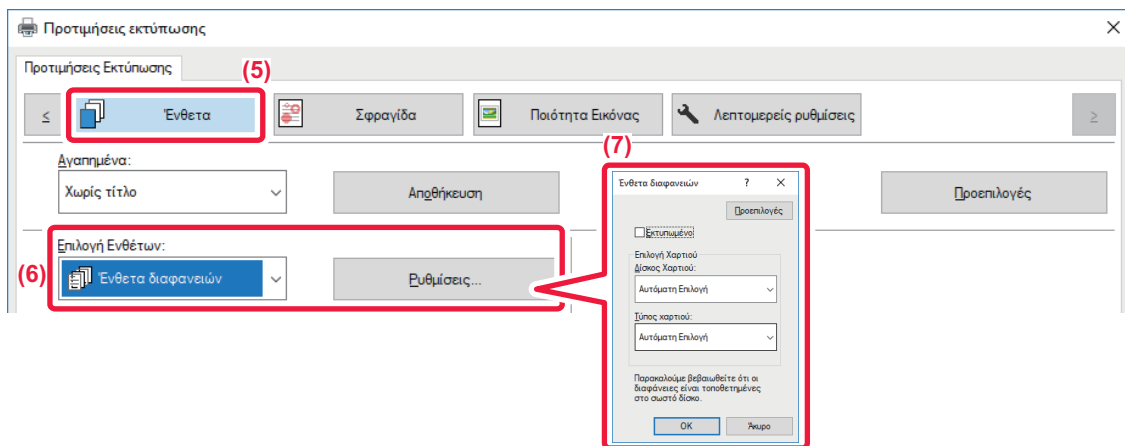 Προτιμήσεις εκτύπωσης
Προτιμήσεις Εκτύπωσης
(5)
< Ένθετα Σφραγίδα Ποιότητα Εικόνας Λεπτομερείς ρυθμίσεις >
(7)
Αγαπημένα:
Χωρίς τίτλο Αποθήκευση Προεπιλογές
Επιλογή Ενθέτων:
(6) Ένθετα διαφανειών Ρυθμίσεις...
Ένθετα διαφανειών ? ×
Προεπιλογές
Εκτυπωμένο
Επιλογή Χαρτιού
Δίσκος Χαρτιού:
Αυτόματη Επιλογή
Τύπος χαρτιού:
Αυτόματη Επιλογή
Παρακαλούμε βεβαιωθείτε ότι οι
διαφάνειες είναι τοποθετημένες
στο σωστό δίσκο.
OK Άκυρο